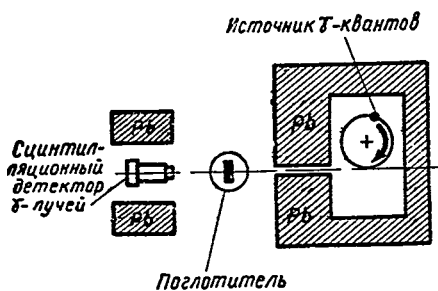 Источник γ-квантов
Pb
Pb
Pb
Pb
Сцинтил-
ляционный
детектор
γ-лучей
Поглотитель